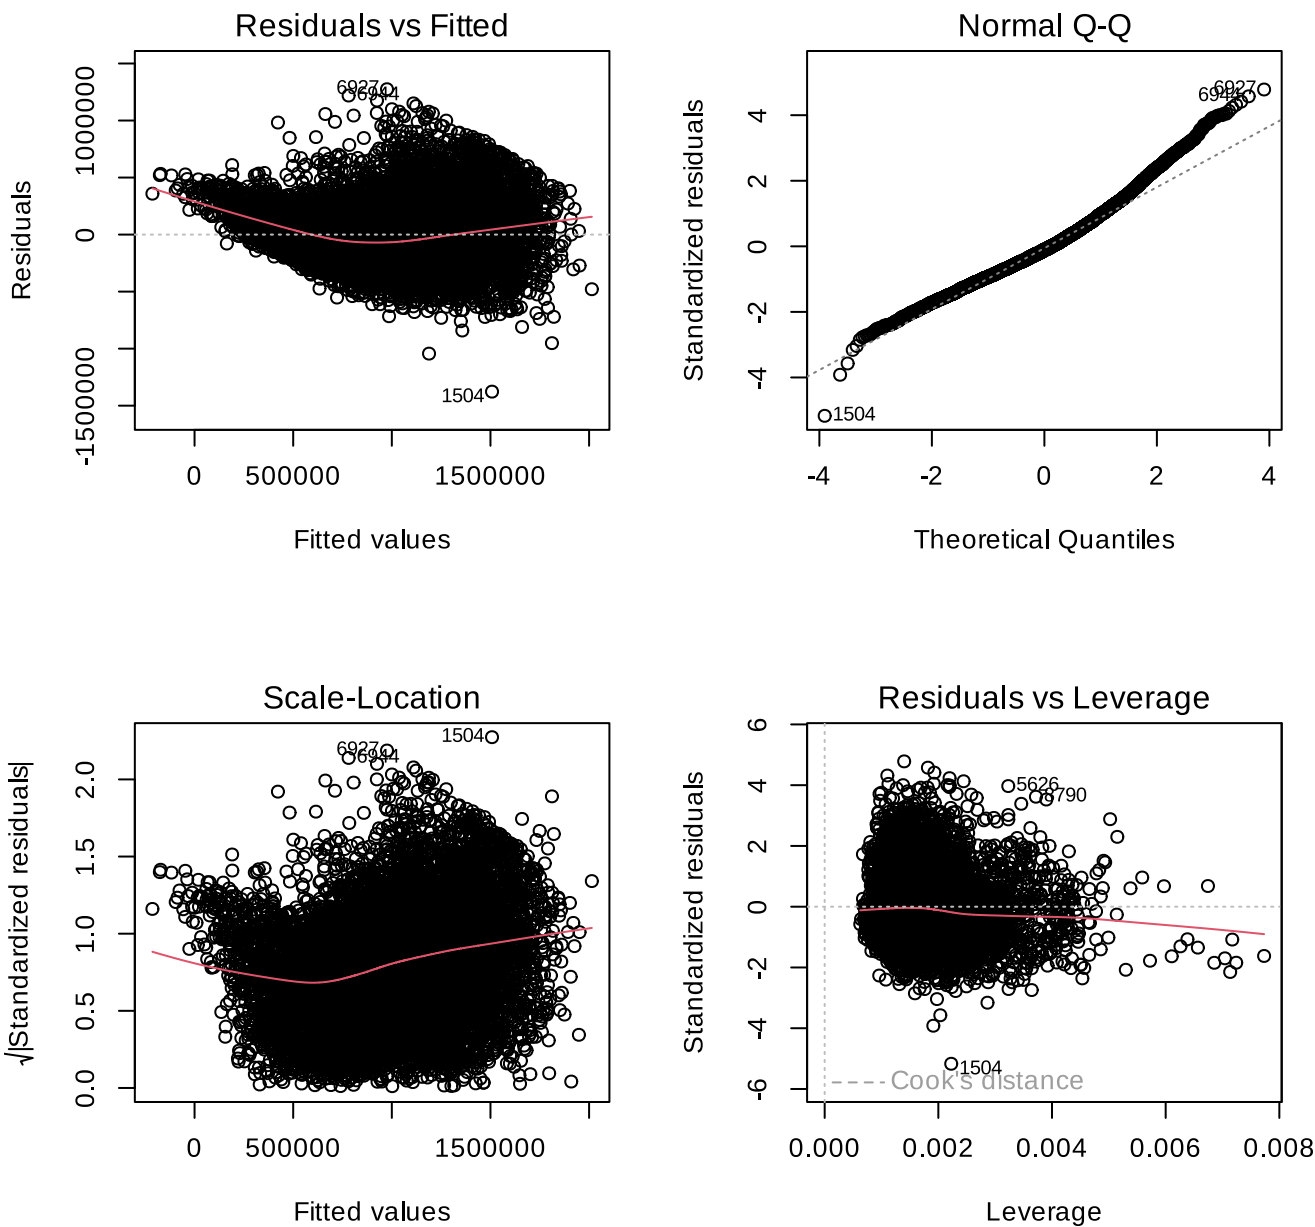 Residuals vs Fitted
Residuals
-1500000 0 1000000
6927
6944
1504
0 500000 1500000
Fitted values
Normal Q-Q
Standardized residuals
-4 -2 0 2 4
6927
6944
1504
-4 -2 0 2 4
Theoretical Quantiles
Scale-Location
√|Standardized residuals|
0.0 0.5 1.0 1.5 2.0
6927
6944
1504
0 500000 1500000
Fitted values
Residuals vs Leverage
Standardized residuals
-6 -4 -2 0 2 4 6
5626
1504
Cook's distance
0.000 0.002 0.004 0.006 0.008
Leverage